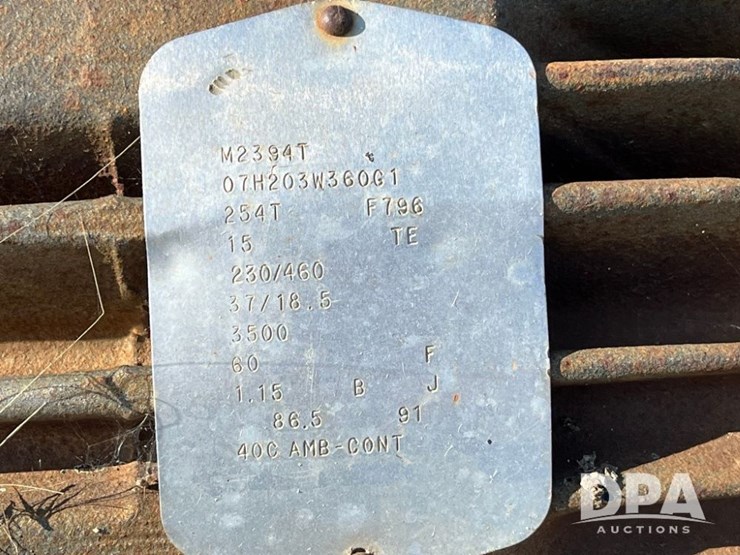 M2394T
07H203W360G1
254T F796
15 TE
230/460
37/18.5
3500
60 F
1.15 B J
86.5 91
40C AMB-CONT
DPA
AUCTIONS